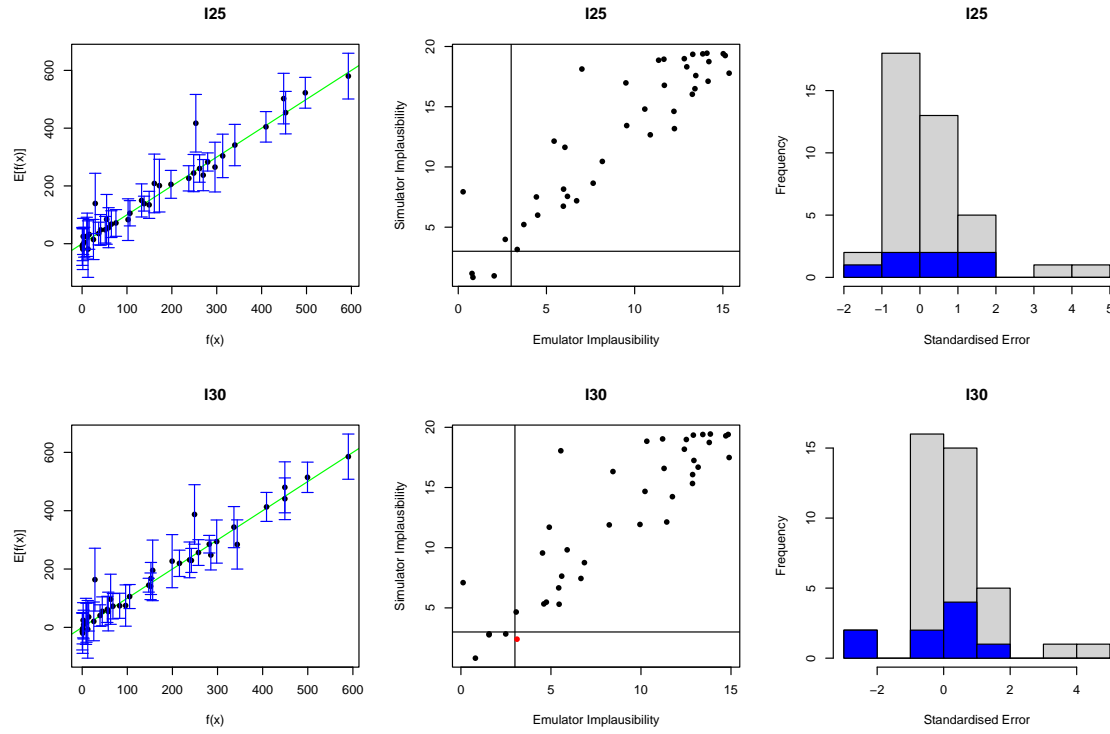 I25
I25
E[f(x)]
600
400
200
0
0 100 200 300 400 500 600
f(x)
Simulator Implausibility
20
15
10
5
0 5 10 15
Emulator Implausibility
I25
Frequency
15
10
5
0
−2 −1 0 1 2 3 4 5
Standardised Error
I30
E[f(x)]
600
400
200
0
0 100 200 300 400 500 600
f(x)
I30
Simulator Implausibility
20
15
10
5
0 5 10 15
Emulator Implausibility
I30
Frequency
15
10
5
0
−2 0 2 4
Standardised Error